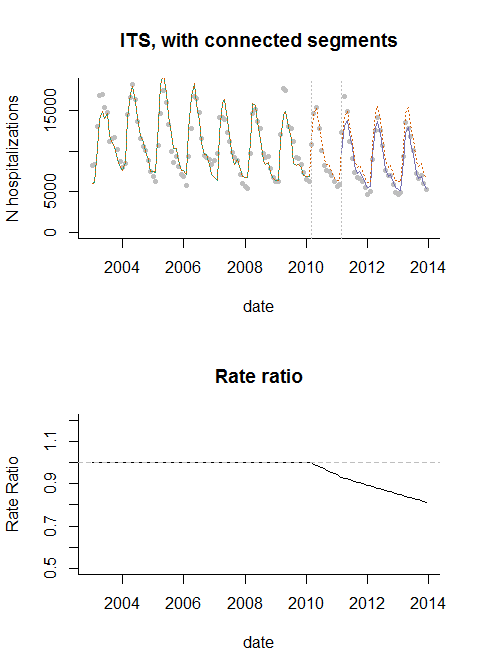 ITS, with connected segments
N hospitalizations
15000
5000
0
2004 2006 2008 2010 2012 2014
date
Rate ratio
Rate Ratio
1.1
0.9
0.7
0.5
2004 2006 2008 2010 2012 2014
date